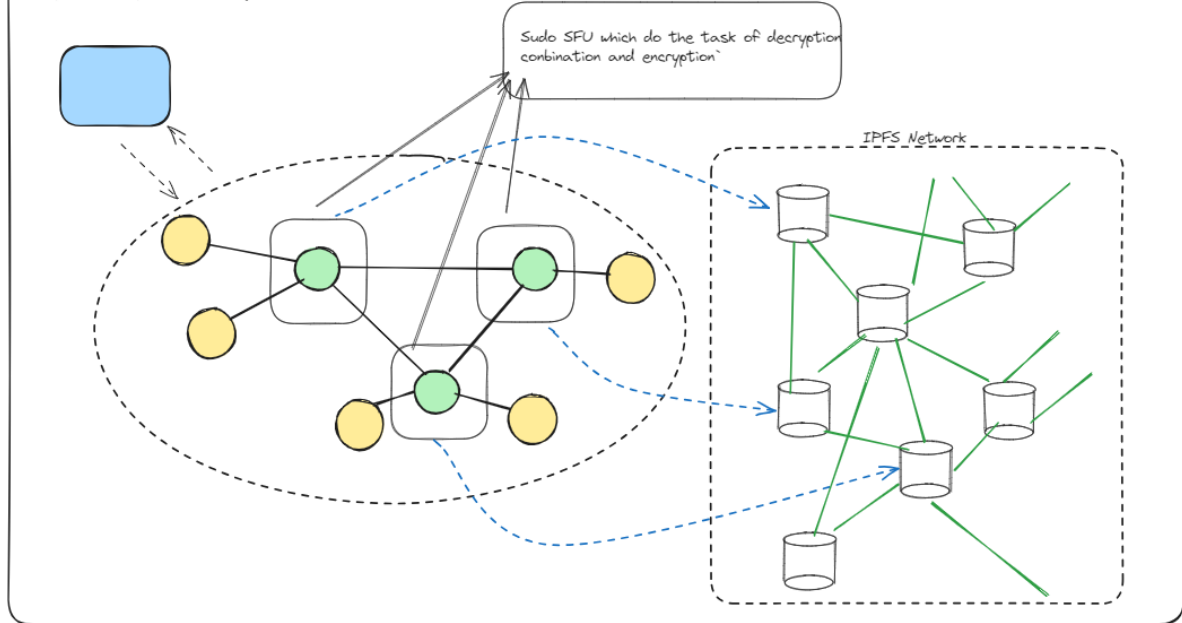 Sudo SFU which do the task of decryption
conbination and encryption`
IPFS Network